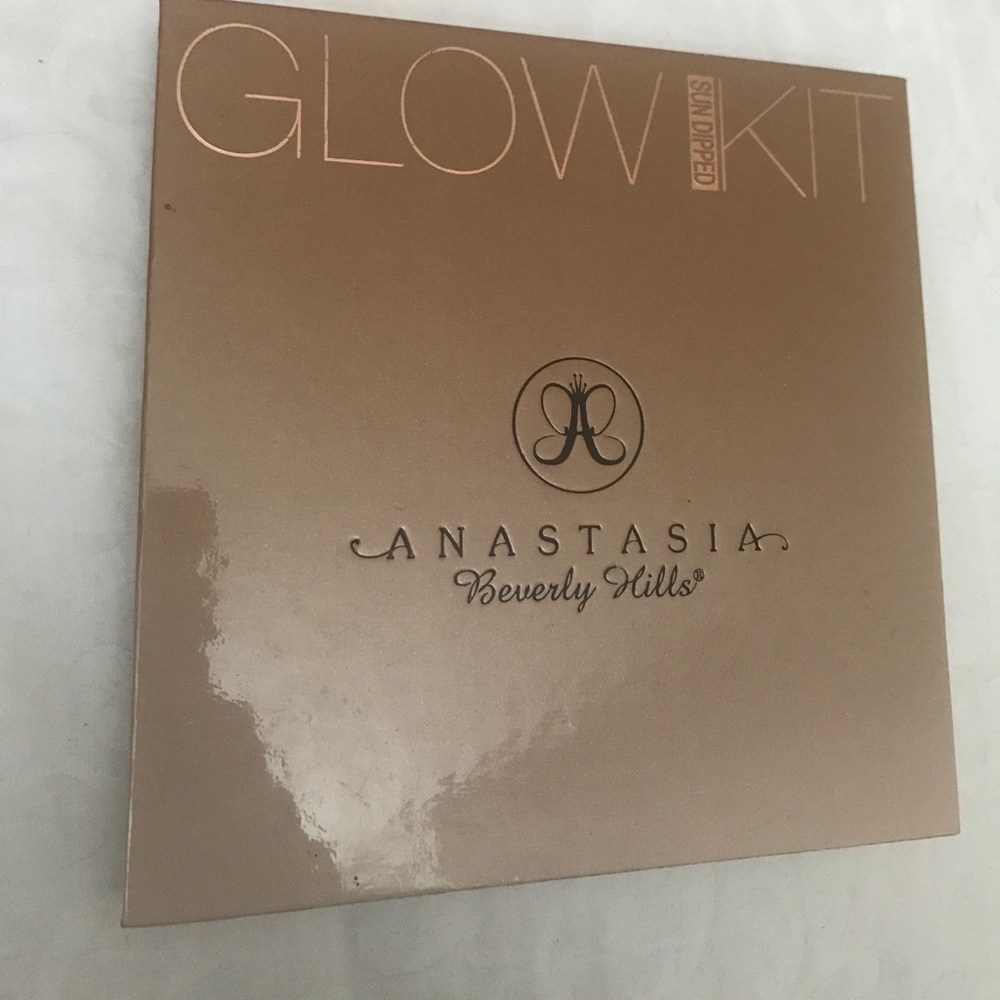 GLOW KIT
SUN DIPPED
ANASTASIA
Beverly Hills®